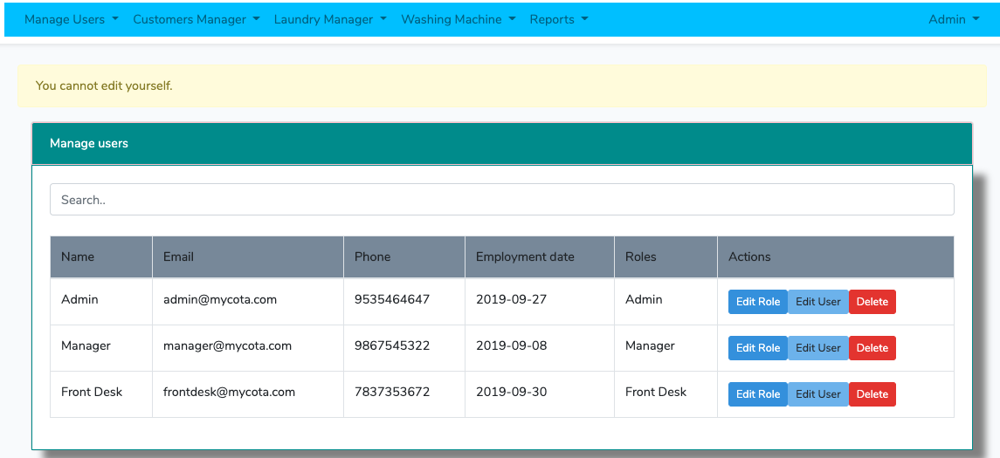 Manage Users Customers Manager Laundry Manager Washing Machine Reports Admin
You cannot edit yourself.
Manage users
Search..
Name Email Phone Employment date Roles Actions
Admin admin@mycota.com 9535464647 2019-09-27 Admin Edit Role Edit User Delete
Manager manager@mycota.com 9867545322 2019-09-08 Manager Edit Role Edit User Delete
Front Desk frontdesk@mycota.com 7837353672 2019-09-30 Front Desk Edit Role Edit User Delete